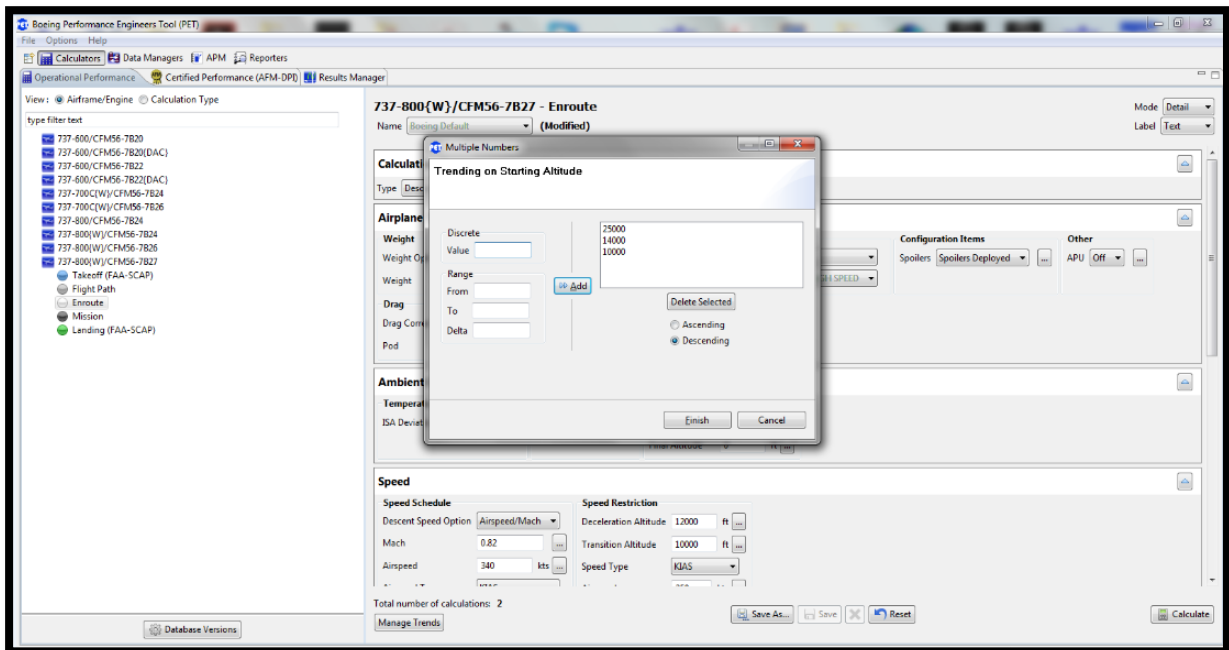 Boeing Performance Engineers Tool (PET)
File Options Help
Calculators Data Managers APM Reporters
Operational Performance Certified Performance (AFM-DPI) Results Manager
View: Airframe/Engine Calculation Type
type filter text
737-600/CFM56-7B20
737-600/CFM56-7B20(DAC)
737-600/CFM56-7B22
737-600/CFM56-7B22(DAC)
737-700C(W)/CFM56-7B24
737-700C(W)/CFM56-7B26
737-800/CFM56-7B24
737-800(W)/CFM56-7B24
737-800(W)/CFM56-7B26
737-800(W)/CFM56-7B27
Takeoff (FAA-SCAP)
Flight Path
Enroute
Mission
Landing (FAA-SCAP)
Database Versions
737-800{W}/CFM56-7B27 - Enroute
Mode Detail
Name Boeing Default (Modified)
Label Text
Calculati
Type Desc
Airplane
Weight
Weight Op
Weight
Drag
Drag Corre
Pod
GH SPEED
Configuration Items
Spoilers Spoilers Deployed ...
Other
APU Off ...
Ambient
Temperat
ISA Deviat
Multiple Numbers
Trending on Starting Altitude
Discrete
Value
Range
From
To
Delta
Add
25000
14000
10000
Delete Selected
Ascending
Descending
Finish Cancel
Speed
Speed Schedule
Descent Speed Option Airspeed/Mach
Mach 0.82 ...
Airspeed 340 kts ...
Speed Restriction
Deceleration Altitude 12000 ft ...
Transition Altitude 10000 ft ...
Speed Type KIAS
Total number of calculations: 2
Manage Trends
Save As... Save Reset Calculate